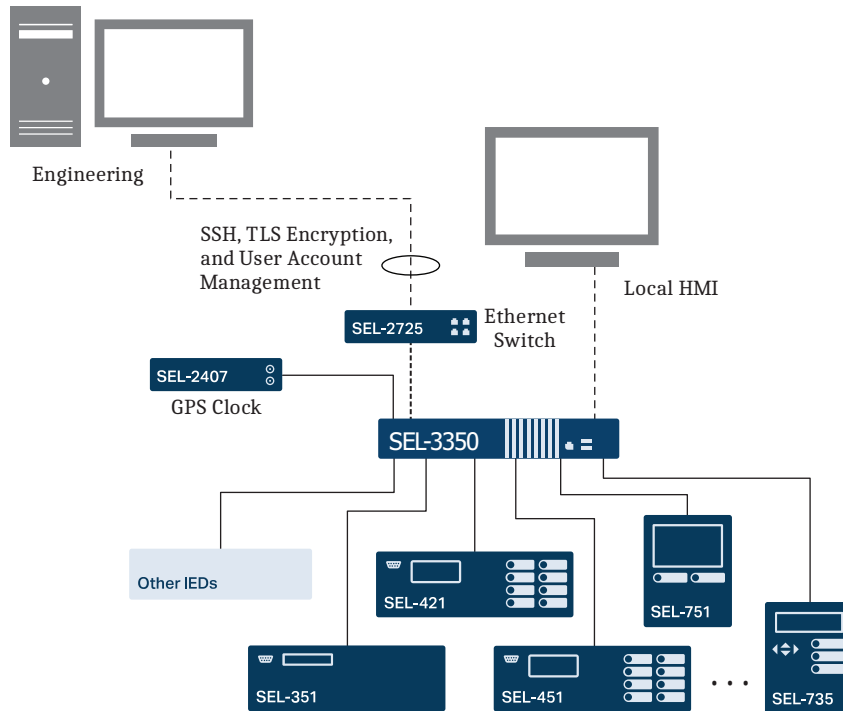 Engineering
SSH, TLS Encryption,
and User Account
Management
Local HMI
SEL-2725
Ethernet
Switch
SEL-2407
GPS Clock
SEL-3350
Other IEDs
SEL-421
SEL-751
SEL-351
SEL-451
. . .
SEL-735